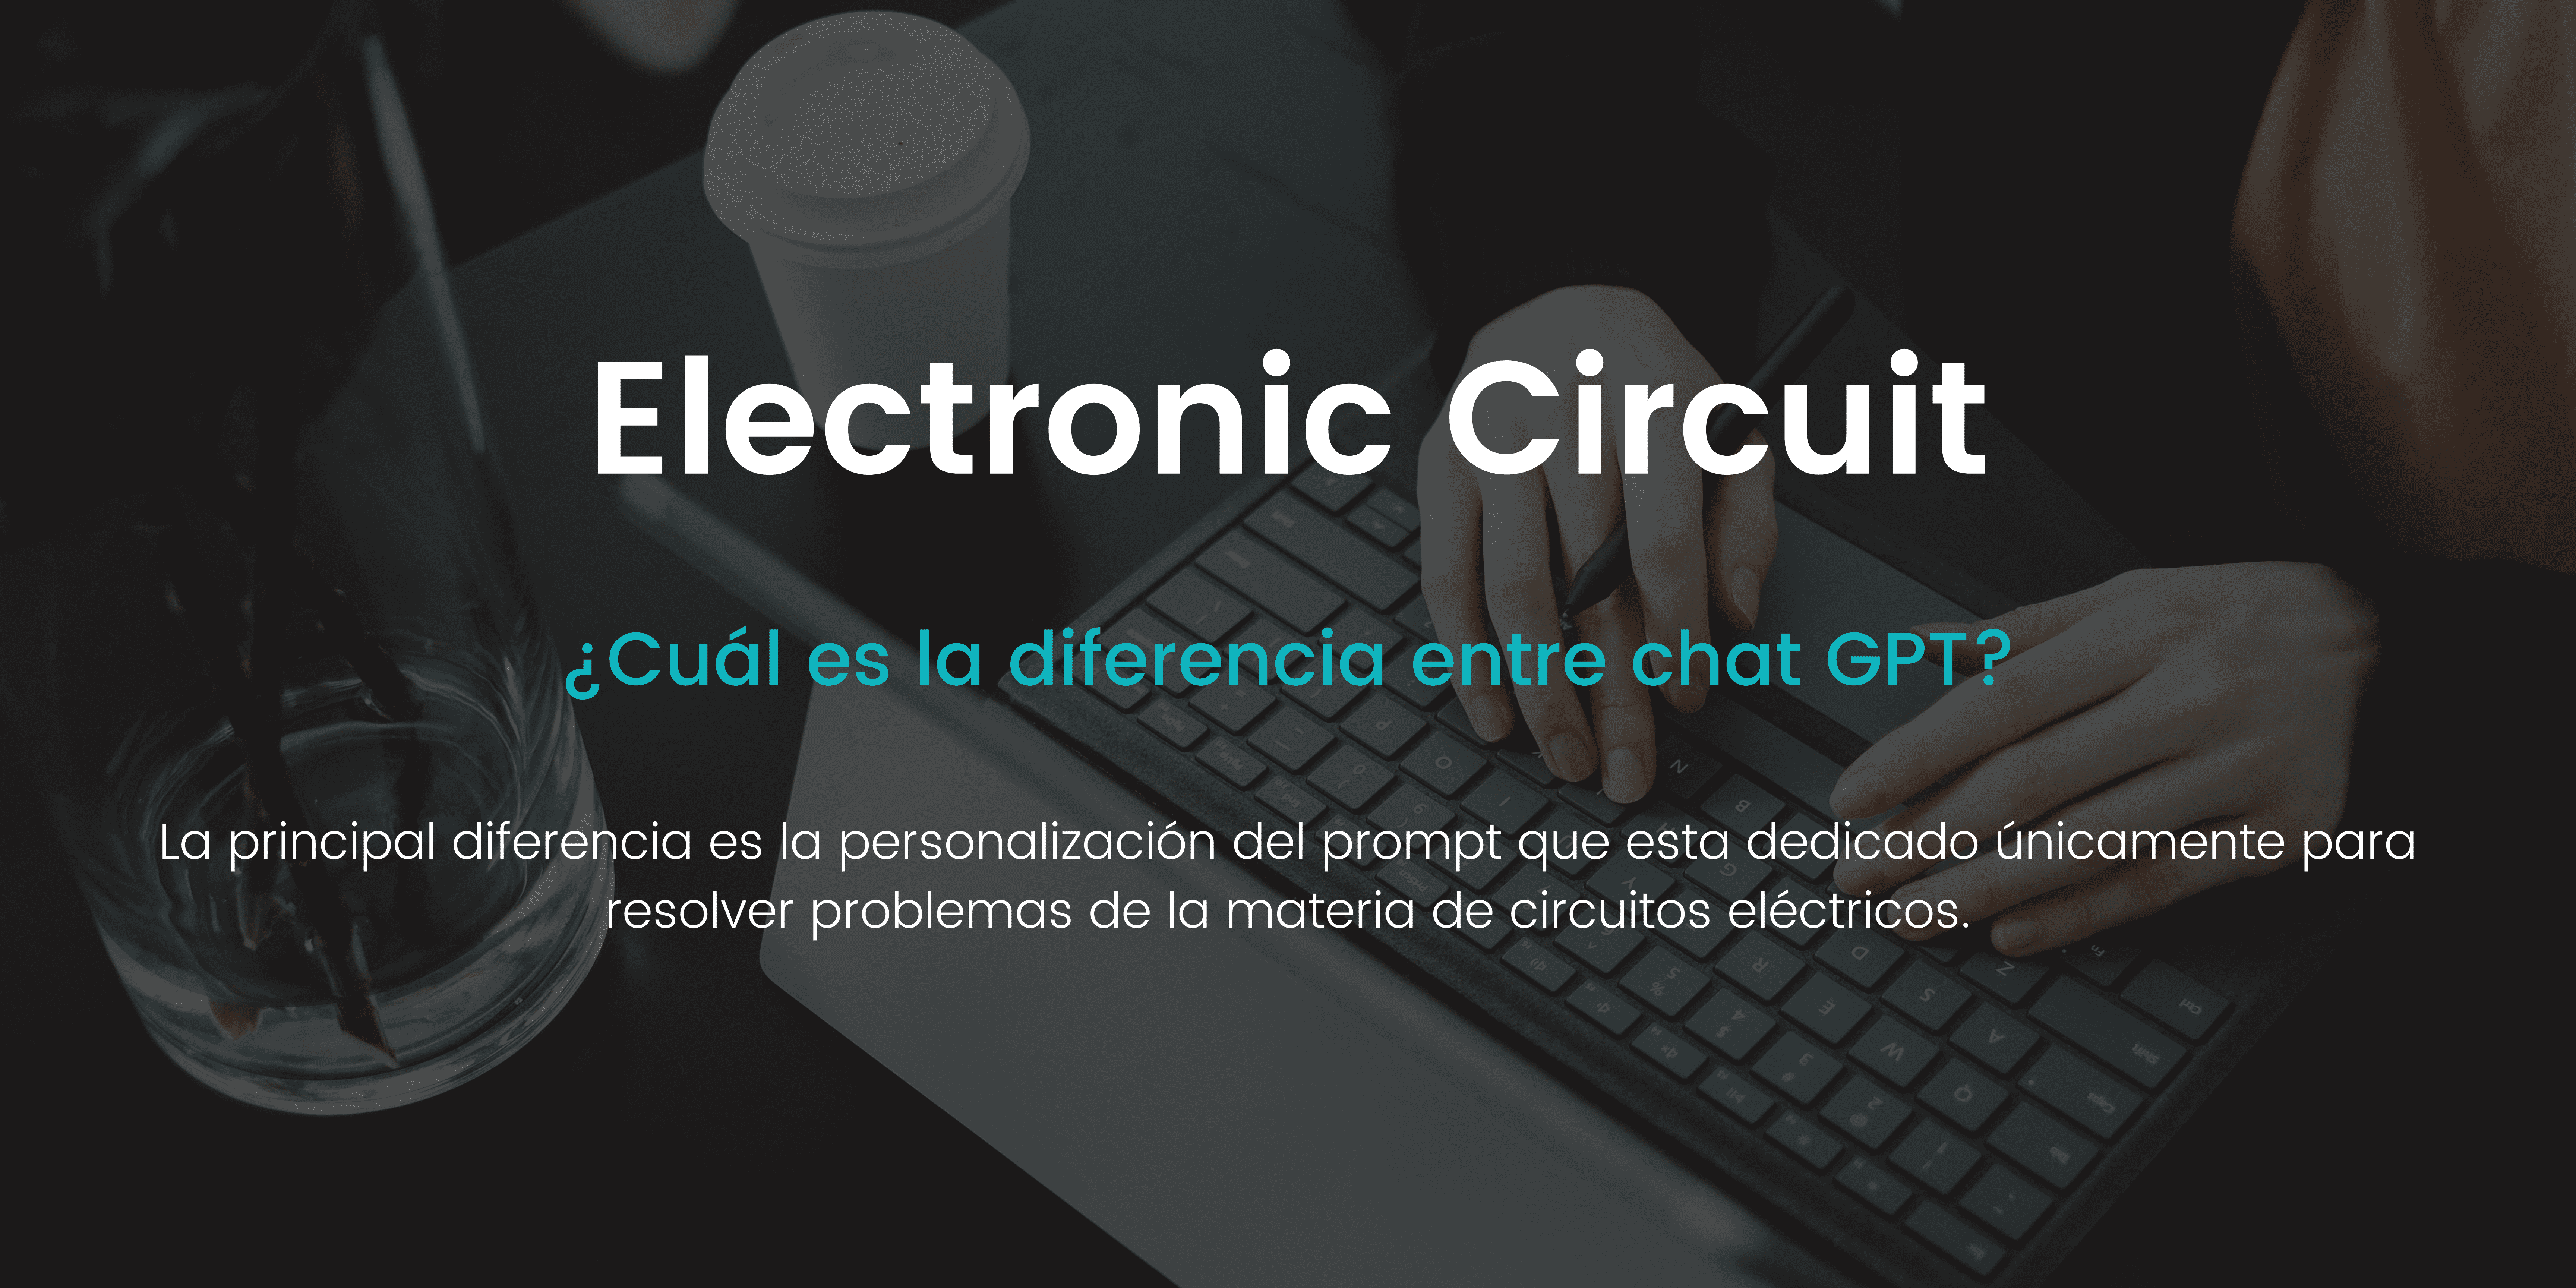 Electronic Circuit
¿Cuál es la diferencia entre chat GPT?
La principal diferencia es la personalización del prompt que esta dedicado únicamente para
resolver problemas de la materia de circuitos eléctricos.